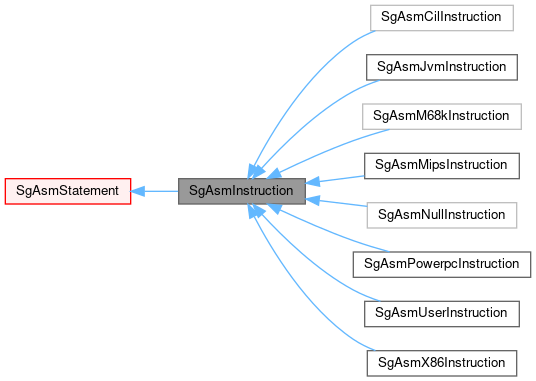 SgAsmCilInstruction
SgAsmJvmInstruction
SgAsmM68kInstruction
SgAsmMipsInstruction
SgAsmStatement
SgAsmInstruction
SgAsmNullInstruction
SgAsmPowerpcInstruction
SgAsmUserInstruction
SgAsmX86Instruction